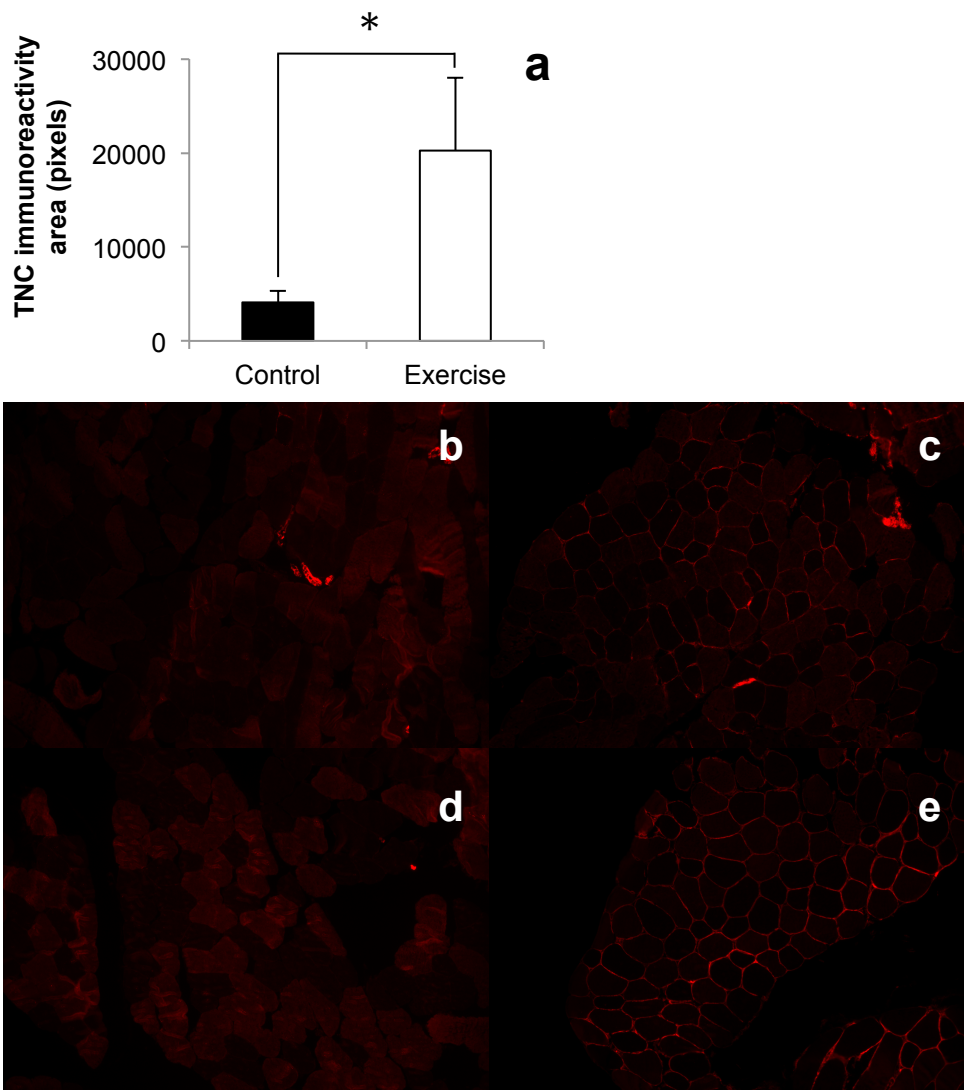 *
a
30000
20000
10000
0
TNC immunoreactivity
area (pixels)
Control Exercise
b
c
d
e